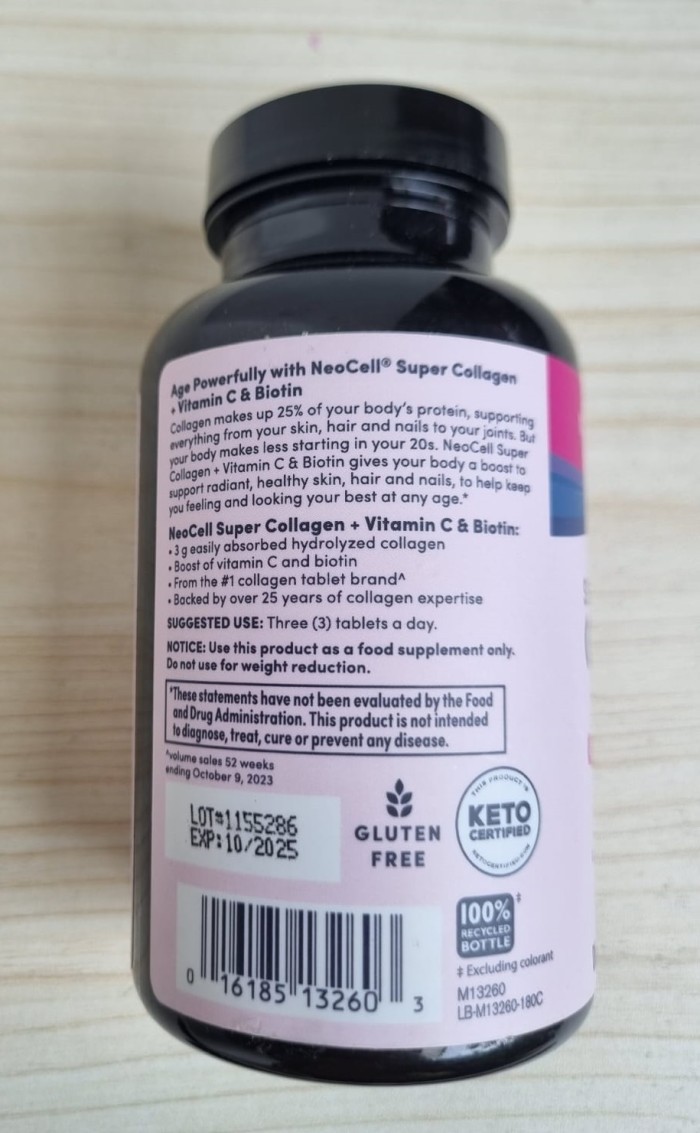 Age Powerfully with NeoCell® Super Collagen
+ Vitamin C & Biotin
Collagen makes up 25% of your body's protein, supporting
everything from your skin, hair and nails to your joints. But
your body makes less starting in your 20s. NeoCell Super
Collagen + Vitamin C & Biotin gives your body a boost to
support radiant, healthy skin, hair and nails, to help keep
you feeling and looking your best at any age.*
NeoCell Super Collagen + Vitamin C & Biotin:
• 3 g easily absorbed hydrolyzed collagen
• Boost of vitamin C and biotin
• From the #1 collagen tablet brand^
• Backed by over 25 years of collagen expertise
SUGGESTED USE: Three (3) tablets a day.
NOTICE: Use this product as a food supplement only.
Do not use for weight reduction.
*These statements have not been evaluated by the Food
and Drug Administration. This product is not intended
to diagnose, treat, cure or prevent any disease.
^volume sales 52 weeks
ending October 9, 2023
LOT#1155286
EXP:10/2025
GLUTEN
FREE
THIS PRODUCT IS
KETO
CERTIFIED
100%‡
RECYCLED
BOTTLE
‡ Excluding colorant
M13260
LB-M13260-180C
0 16185 13260 3